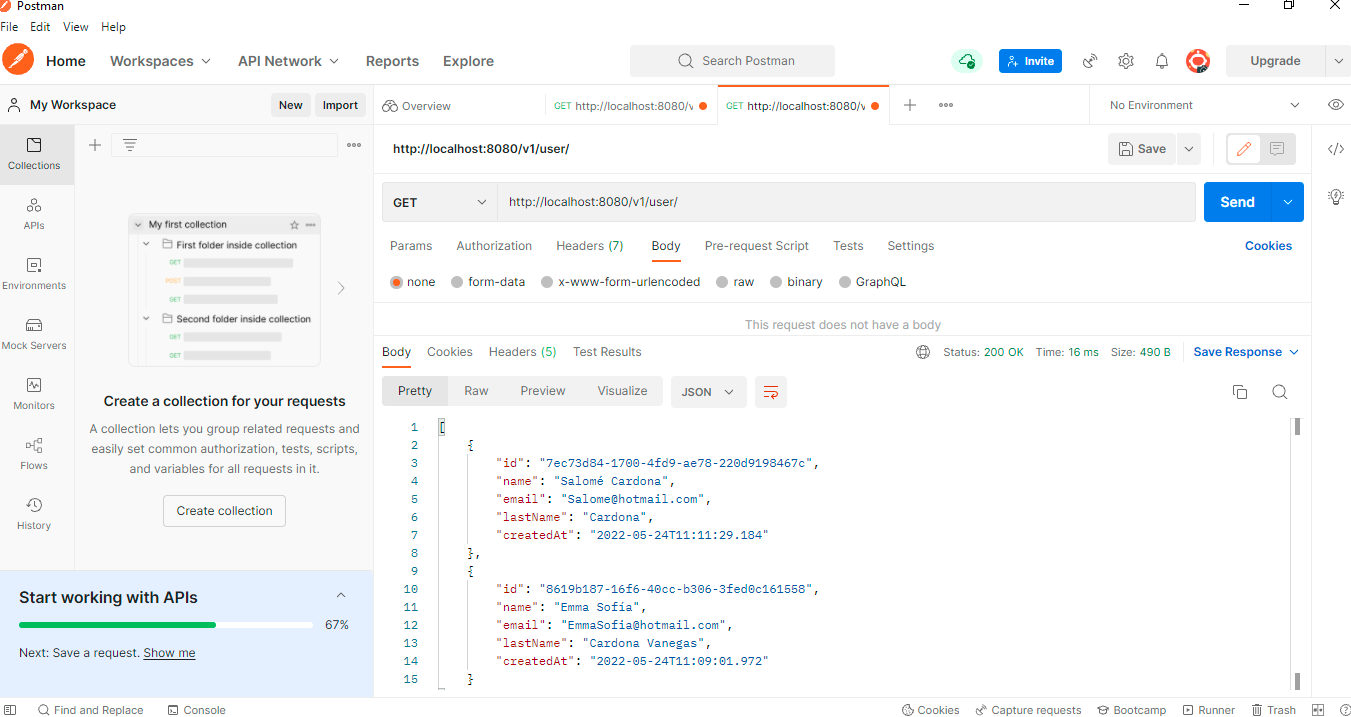 Postman
File Edit View Help
Home Workspaces API Network Reports Explore Search Postman Invite Upgrade
My Workspace New Import Overview GET http://localhost:8080/v GET http://localhost:8080/v No Environment
Collections
APIs
Environments
Mock Servers
Monitors
Flows
History
My first collection
First folder inside collection
GET
POST
GET
Second folder inside collection
GET
GET
Create a collection for your requests
A collection lets you group related requests and
easily set common authorization, tests, scripts,
and variables for all requests in it.
Create collection
Start working with APIs
67%
Next: Save a request. Show me
http://localhost:8080/v1/user/ Save
GET http://localhost:8080/v1/user/ Send
Params Authorization Headers (7) Body Pre-request Script Tests Settings Cookies
none form-data x-www-form-urlencoded raw binary GraphQL
This request does not have a body
Body Cookies Headers (5) Test Results Status: 200 OK Time: 16 ms Size: 490 B Save Response
Pretty Raw Preview Visualize JSON
1 [
2 {
3 "id": "7ec73d84-1700-4fd9-ae78-220d9198467c",
4 "name": "Salomé Cardona",
5 "email": "Salome@hotmail.com",
6 "lastName": "Cardona",
7 "createdAt": "2022-05-24T11:11:29.184"
8 },
9 {
10 "id": "8619b187-16f6-40cc-b306-3fed0c161558",
11 "name": "Emma Sofia",
12 "email": "EmmaSofia@hotmail.com",
13 "lastName": "Cardona Vanegas",
14 "createdAt": "2022-05-24T11:09:01.972"
15 }
Find and Replace Console Cookies Capture requests Bootcamp Runner Trash